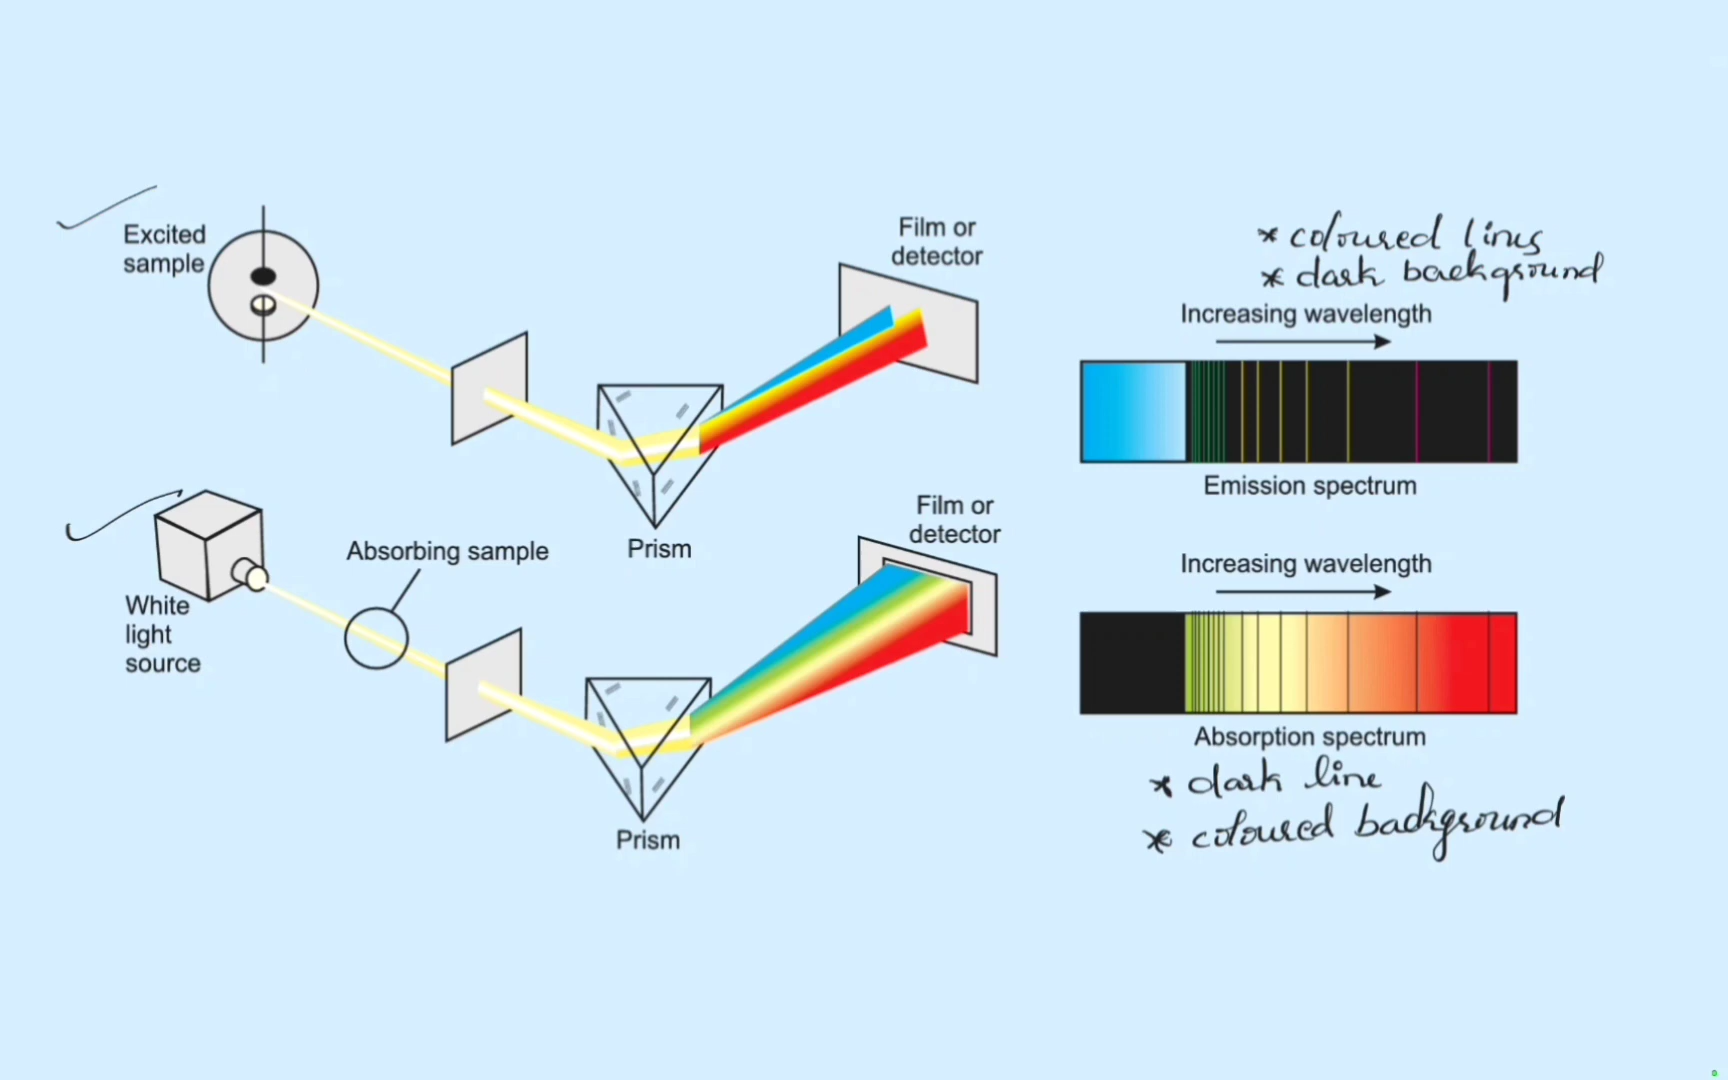 Excited
sample
Film or
detector
* coloured lines
* dark background
Increasing wavelength
Emission spectrum
Prism
White
light
source
Absorbing sample
Film or
detector
Increasing wavelength
Absorption spectrum
* dark line
* coloured background
Prism